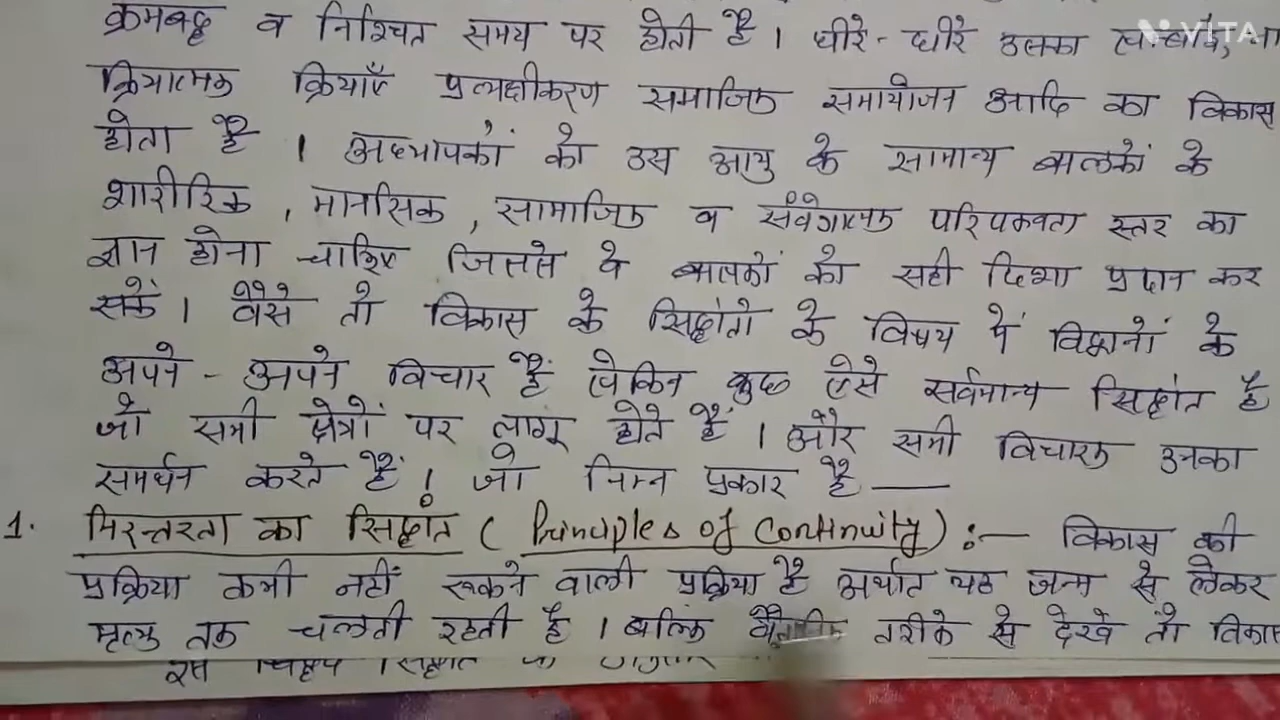 VITA
क्रमबद्ध व निश्चित समय पर होती है । धीरे - धीरे उसका
क्रियात्मक क्रियाएँ प्रत्यक्षीकरण समाजिक समायोजन आदि का विकास
होता है । अध्यापकों को उस आयु के सामान्य बालकों के
शारीरिक , मानसिक , सामाजिक व संवेगात्मक परिपक्वता स्तर का
ज्ञान होना चाहिए जिससे वे बालकों को सही दिशा प्रदान कर
सकें । वैसे तो विकास के सिद्धांतो के विषय में विद्वानों के
अपने - अपने विचार हैं लेकिन कुछ ऐसे सर्वमान्य सिद्धांत है
जो सभी क्षेत्रों पर लागू होते हैं । और सभी विचारक उनका
समर्थन करते हैं । जो निम्न प्रकार है —
1. निरन्तरता का सिद्धांत ( Principles of Continuity ) :— विकास की
प्रक्रिया कभी नहीं रूकने वाली प्रक्रिया है अर्थात यह जन्म से लेकर
मृत्यु तक चलती रहती है । बल्कि तरीके से देखे तो विकास